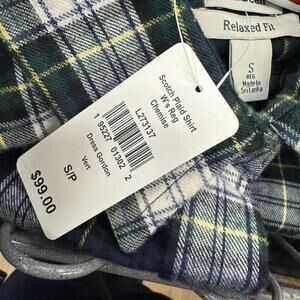 Relaxed Fit
S
REG
Made in
Sri Lanka
Scotch Plaid Shirt
W's Reg
Chemise
L273137
1 95227 01302 2
Dress Gordon
Vert
S/P
$99.00